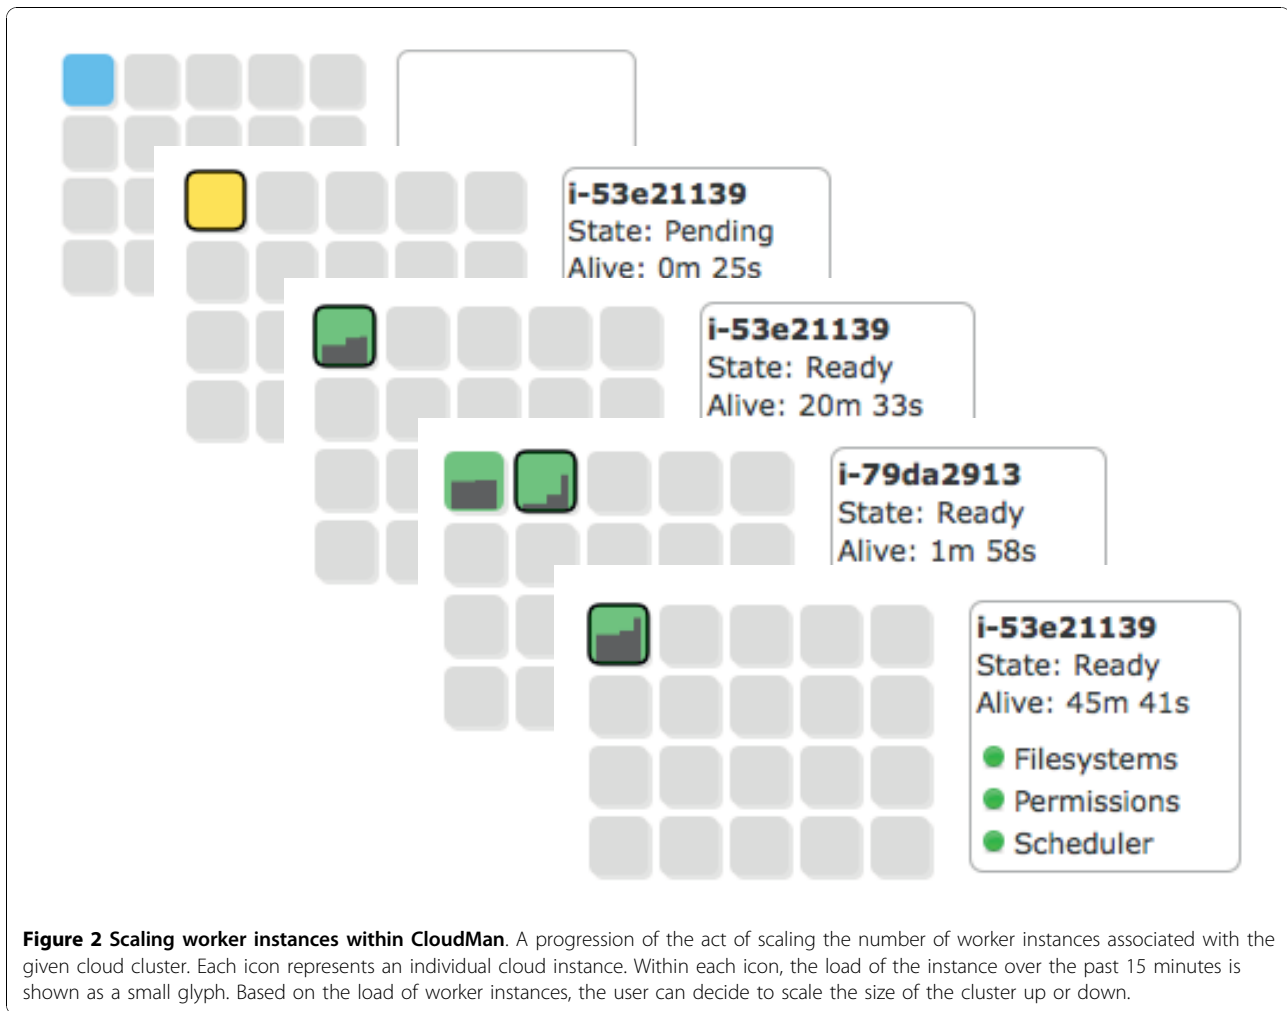 i-53e21139
State: Pending
Alive: 0m 25s
i-53e21139
State: Ready
Alive: 20m 33s
i-79da2913
State: Ready
Alive: 1m 58s
i-53e21139
State: Ready
Alive: 45m 41s
Filesystems
Permissions
Scheduler
Figure 2 Scaling worker instances within CloudMan. A progression of the act of scaling the number of worker instances associated with the
given cloud cluster. Each icon represents an individual cloud instance. Within each icon, the load of the instance over the past 15 minutes is
shown as a small glyph. Based on the load of worker instances, the user can decide to scale the size of the cluster up or down.